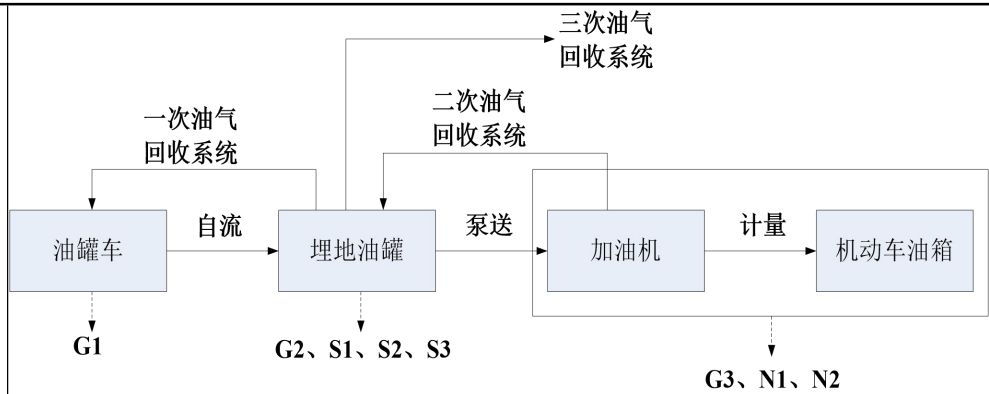 三次油气
回收系统
二次油气
回收系统
一次油气
回收系统
油罐车
自流
埋地油罐
泵送
加油机
计量
机动车油箱
G1
G2、S1、S2、S3
G3、N1、N2